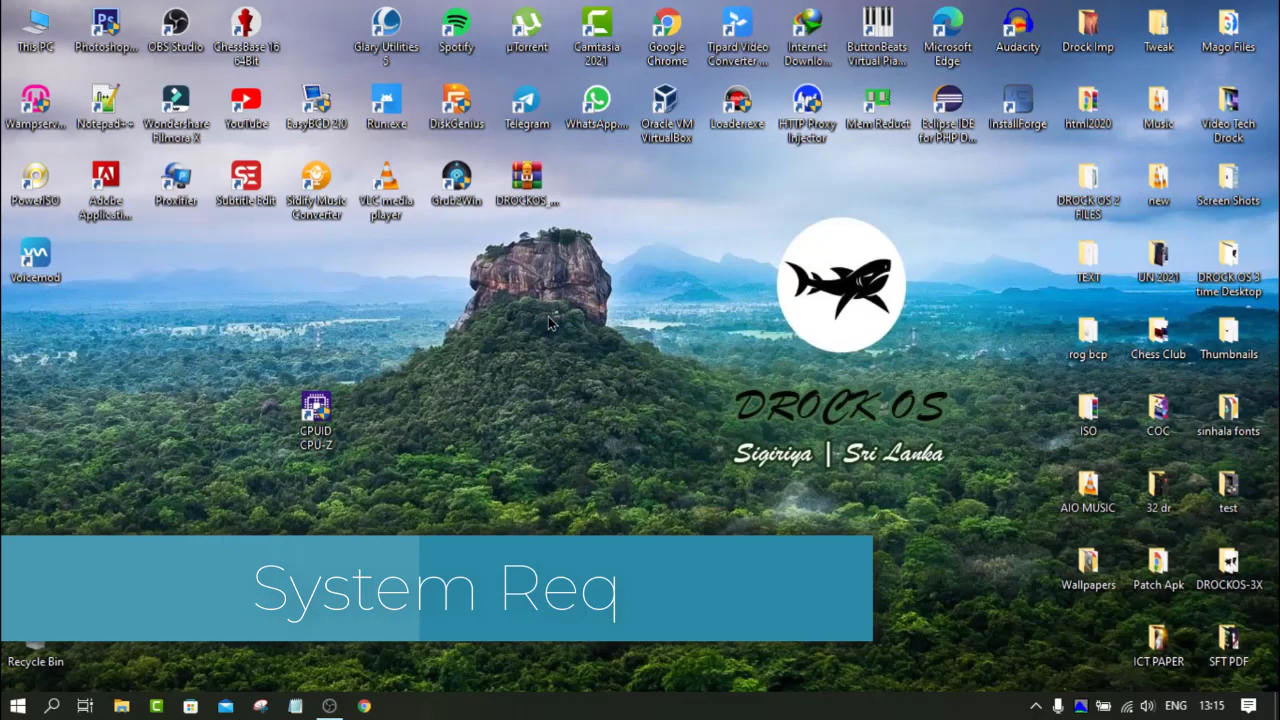 This PC
Photoshop...
OBS Studio
ChessBase 16
64Bit
Glary Utilities
5
Spotify
µTorrent
Camtasia
2021
Google
Chrome
Tipard Video
Converter ...
Internet
Downlo...
ButtonBeats
Virtual Pia...
Microsoft
Edge
Audacity
Drock Imp
Tweak
Mago Files
Wampserv...
Notepad++
Wondershare
Filmora X
YouTube
EasyBCD 2.0
Run.exe
DiskGenius
Telegram
WhatsApp....
Oracle VM
VirtualBox
Loader.exe
HTTP Proxy
Injector
Mem Reduct
Eclipse IDE
for PHP D...
InstallForge
html2020
Music
Video Tech
Drock
PowerISO
Adobe
Applicati...
Proxifier
Subtitle Edit
Sidify Music
Converter
VLC media
player
Grub2Win
DROCKOS_...
DROCK OS 2
FILES
new
Screen Shots
Voicemod
TEXT
UN 2021
DROCK OS 3
time Desktop
rog bcp
Chess Club
Thumbnails
CPUID
CPU-Z
DROCK OS
Sigiriya | Sri Lanka
ISO
COC
sinhala fonts
AIO MUSIC
32 dr
test
System Req
Wallpapers
Patch Apk
DROCKOS-3X
Recycle Bin
ICT PAPER
SFT PDF
ENG
13:15